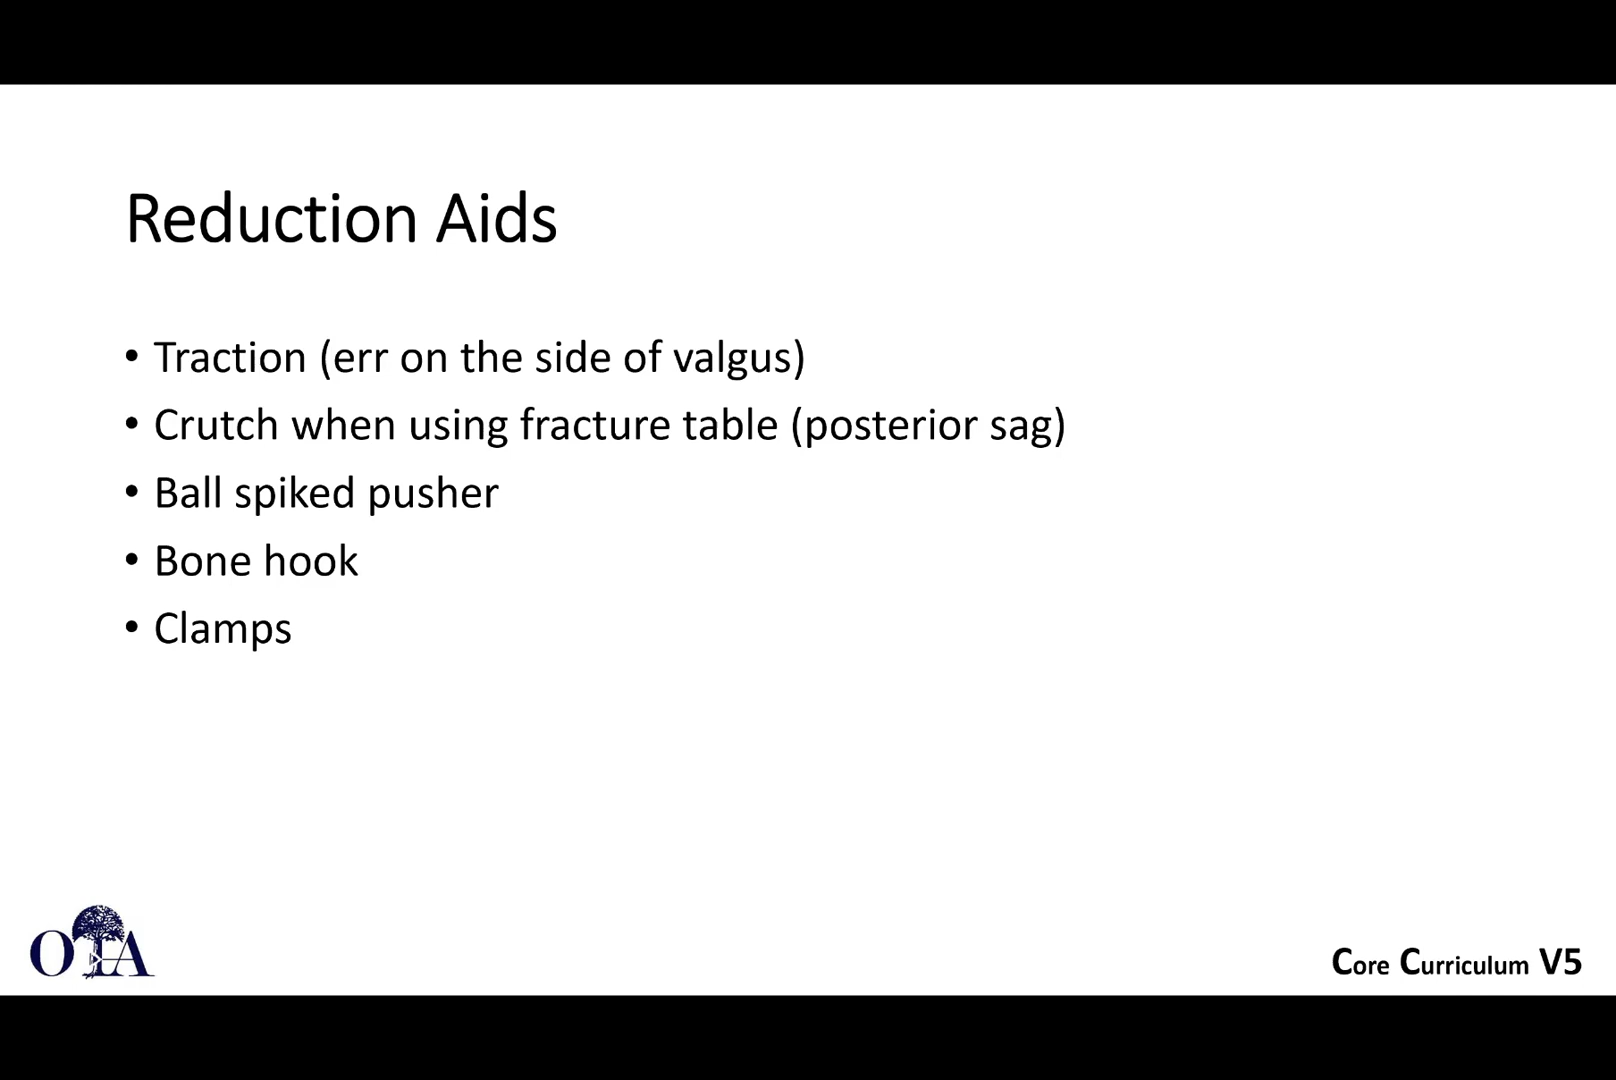 Reduction Aids
• Traction (err on the side of valgus)
• Crutch when using fracture table (posterior sag)
• Ball spiked pusher
• Bone hook
• Clamps
OTA
Core Curriculum V5